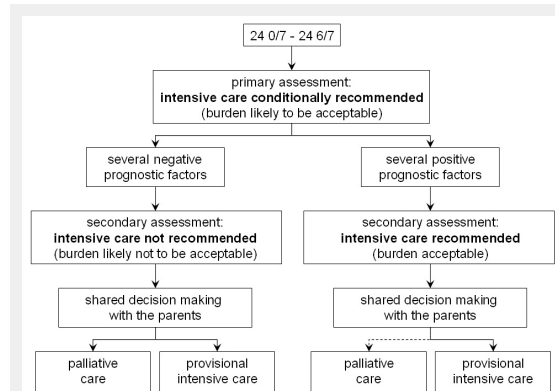 24 0/7 - 24 6/7
primary assessment:
intensive care conditionally recommended
(burden likely to be acceptable)
several negative
prognostic factors
several positive
prognostic factors
secondary assessment:
intensive care not recommended
(burden likely not to be acceptable)
secondary assessment:
intensive care recommended
(burden acceptable)
shared decision making
with the parents
shared decision making
with the parents
palliative
care
provisional
intensive care
palliative
care
provisional
intensive care